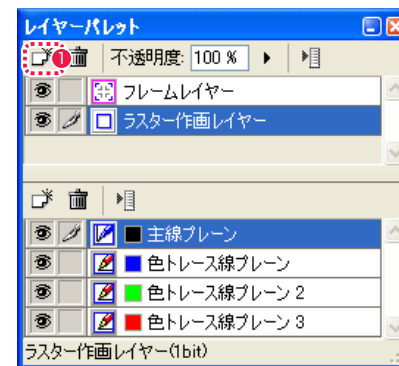 レイヤーパレット
1
不透明度: 100 %
フレームレイヤー
ラスター作画レイヤー
主線プレーン
色トレース線プレーン
色トレース線プレーン 2
色トレース線プレーン 3
ラスター作画レイヤー(1bit)